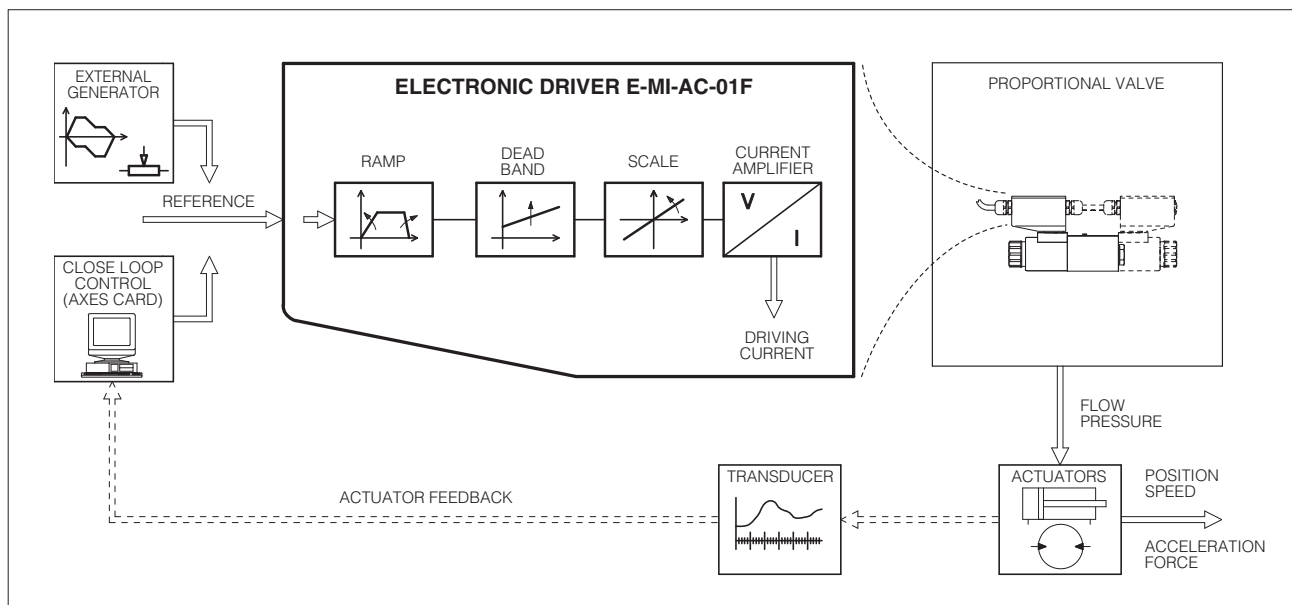 EXTERNAL
GENERATOR
ELECTRONIC DRIVER E-MI-AC-01F
PROPORTIONAL VALVE
RAMP
DEAD
BAND
SCALE
CURRENT
AMPLIFIER
V
I
REFERENCE
CLOSE LOOP
CONTROL
(AXES CARD)
DRIVING
CURRENT
FLOW
PRESSURE
TRANSDUCER
ACTUATORS
POSITION
SPEED
ACTUATOR FEEDBACK
ACCELERATION
FORCE